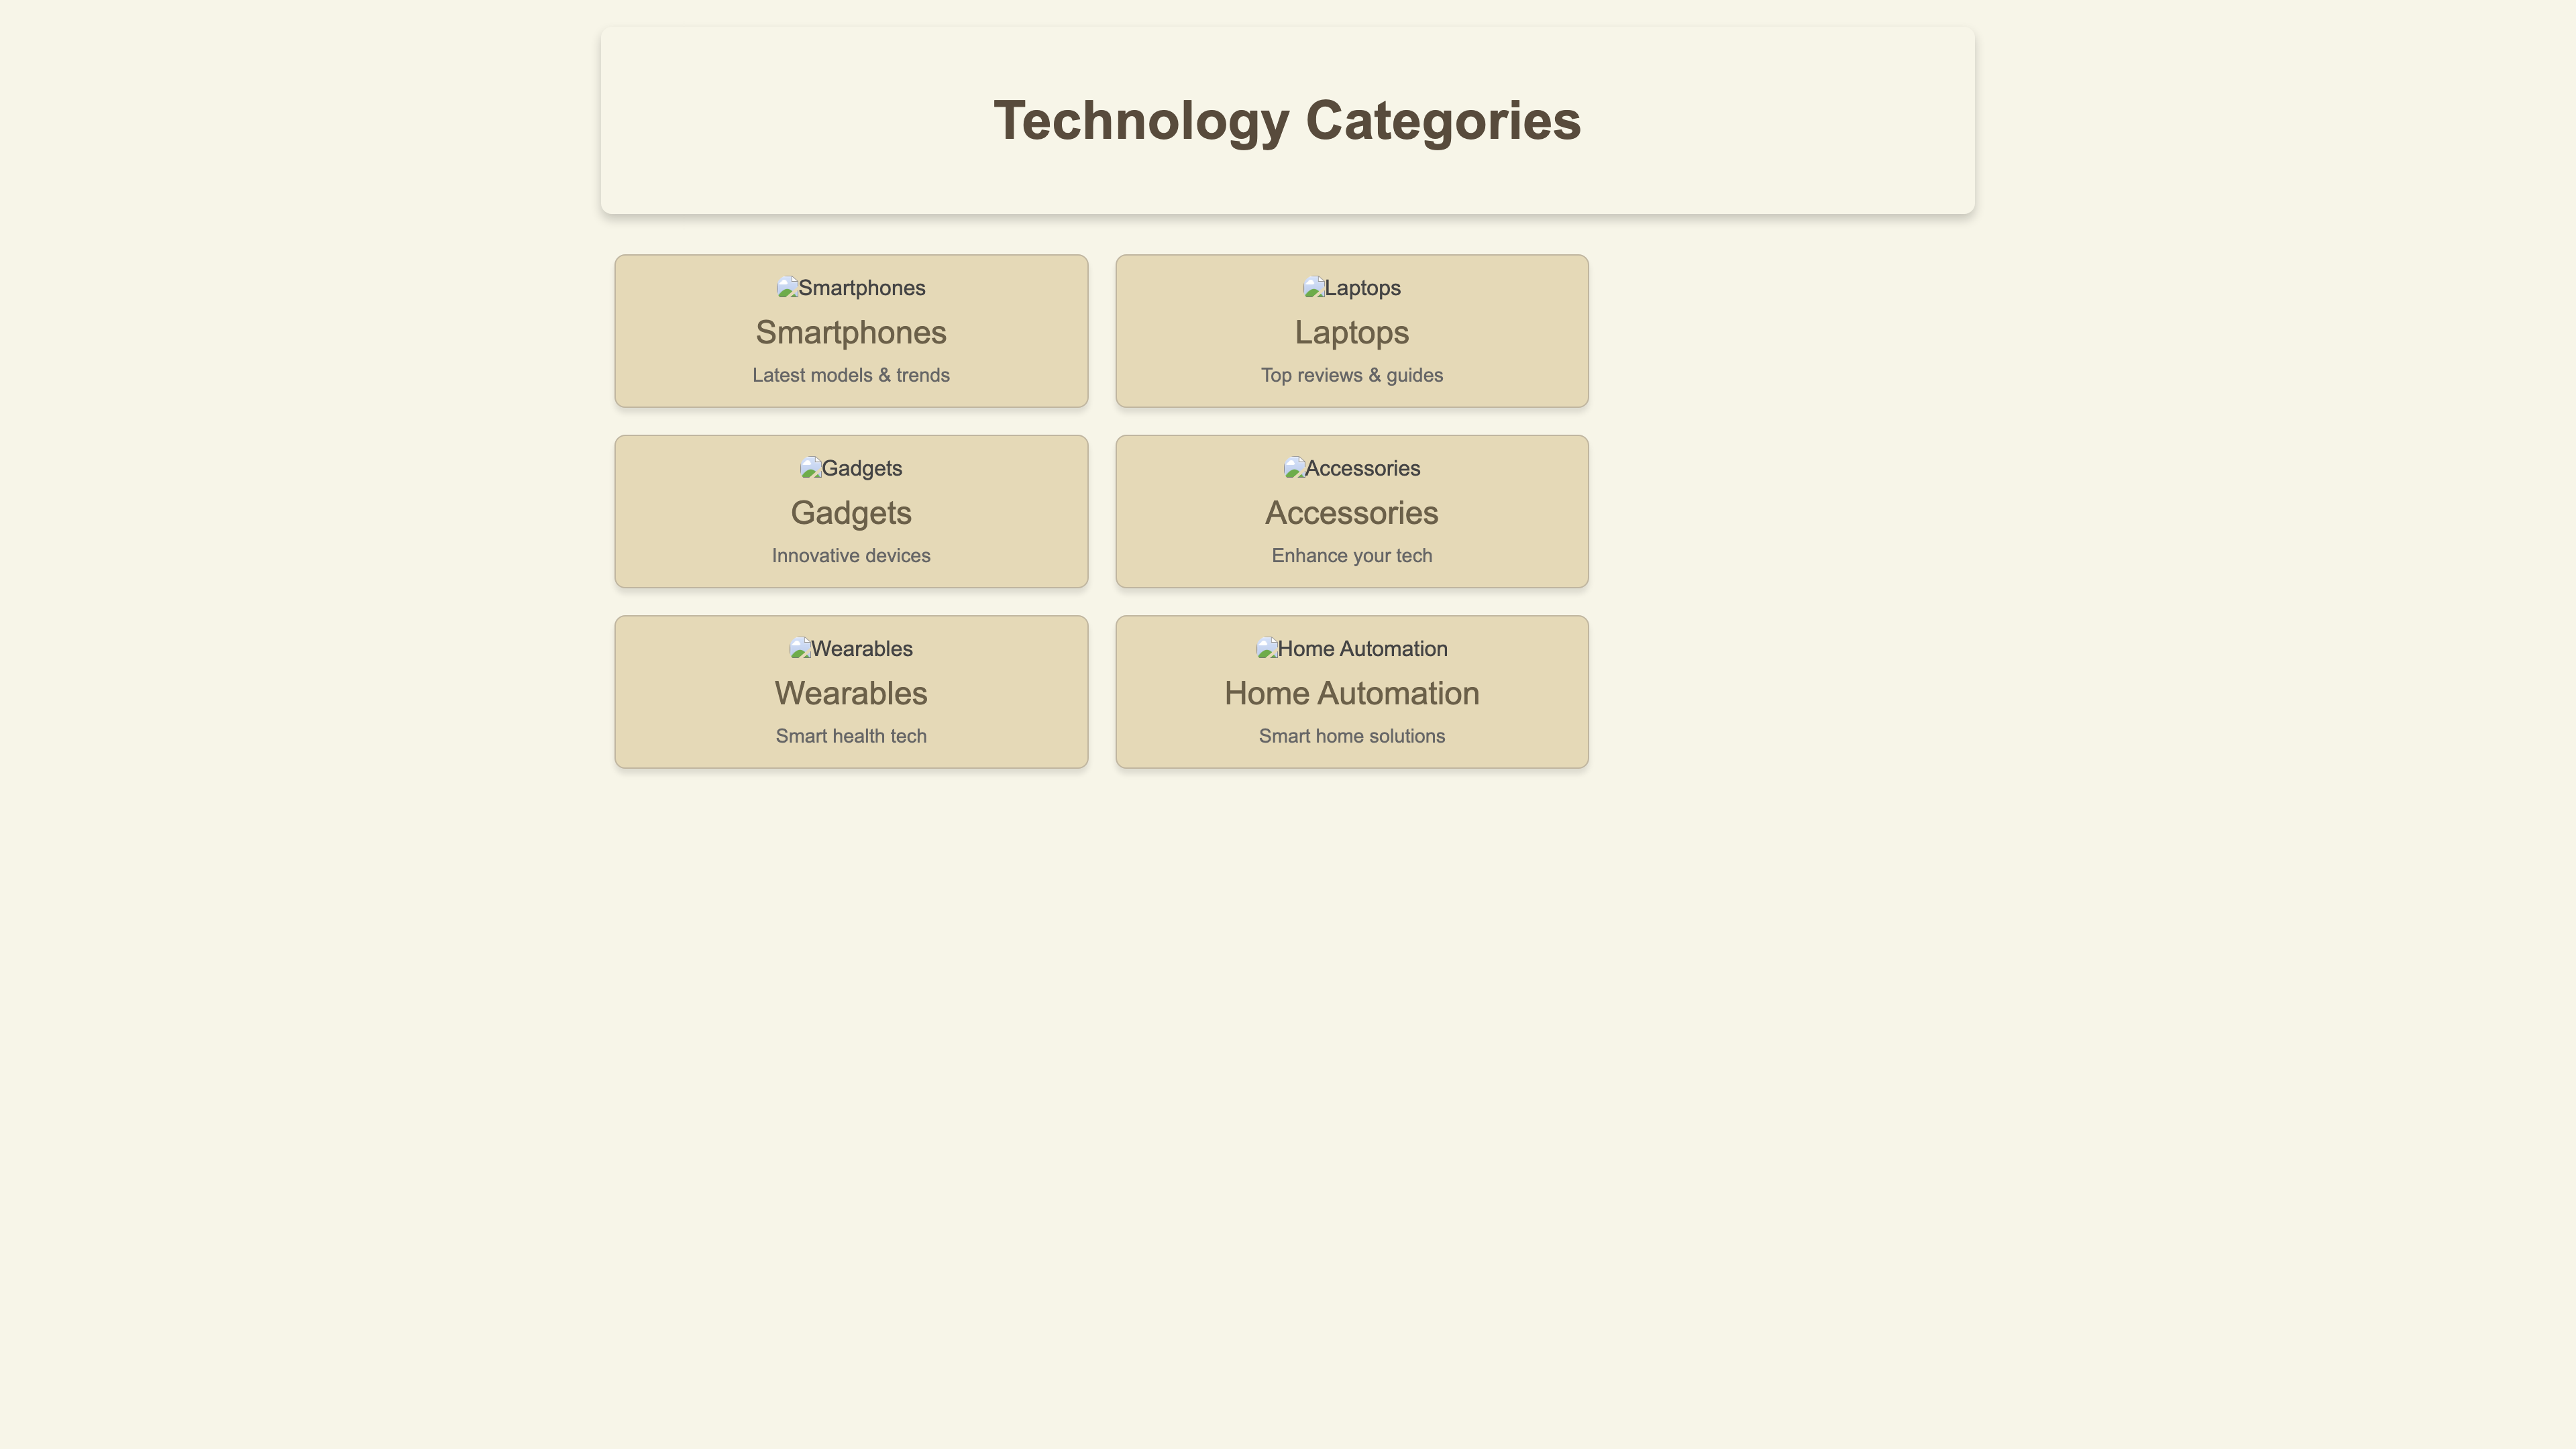 Technology Categories
Smartphones
Smartphones
Latest models & trends
Laptops
Laptops
Top reviews & guides
Gadgets
Gadgets
Innovative devices
Accessories
Accessories
Enhance your tech
Wearables
Wearables
Smart health tech
Home Automation
Home Automation
Smart home solutions